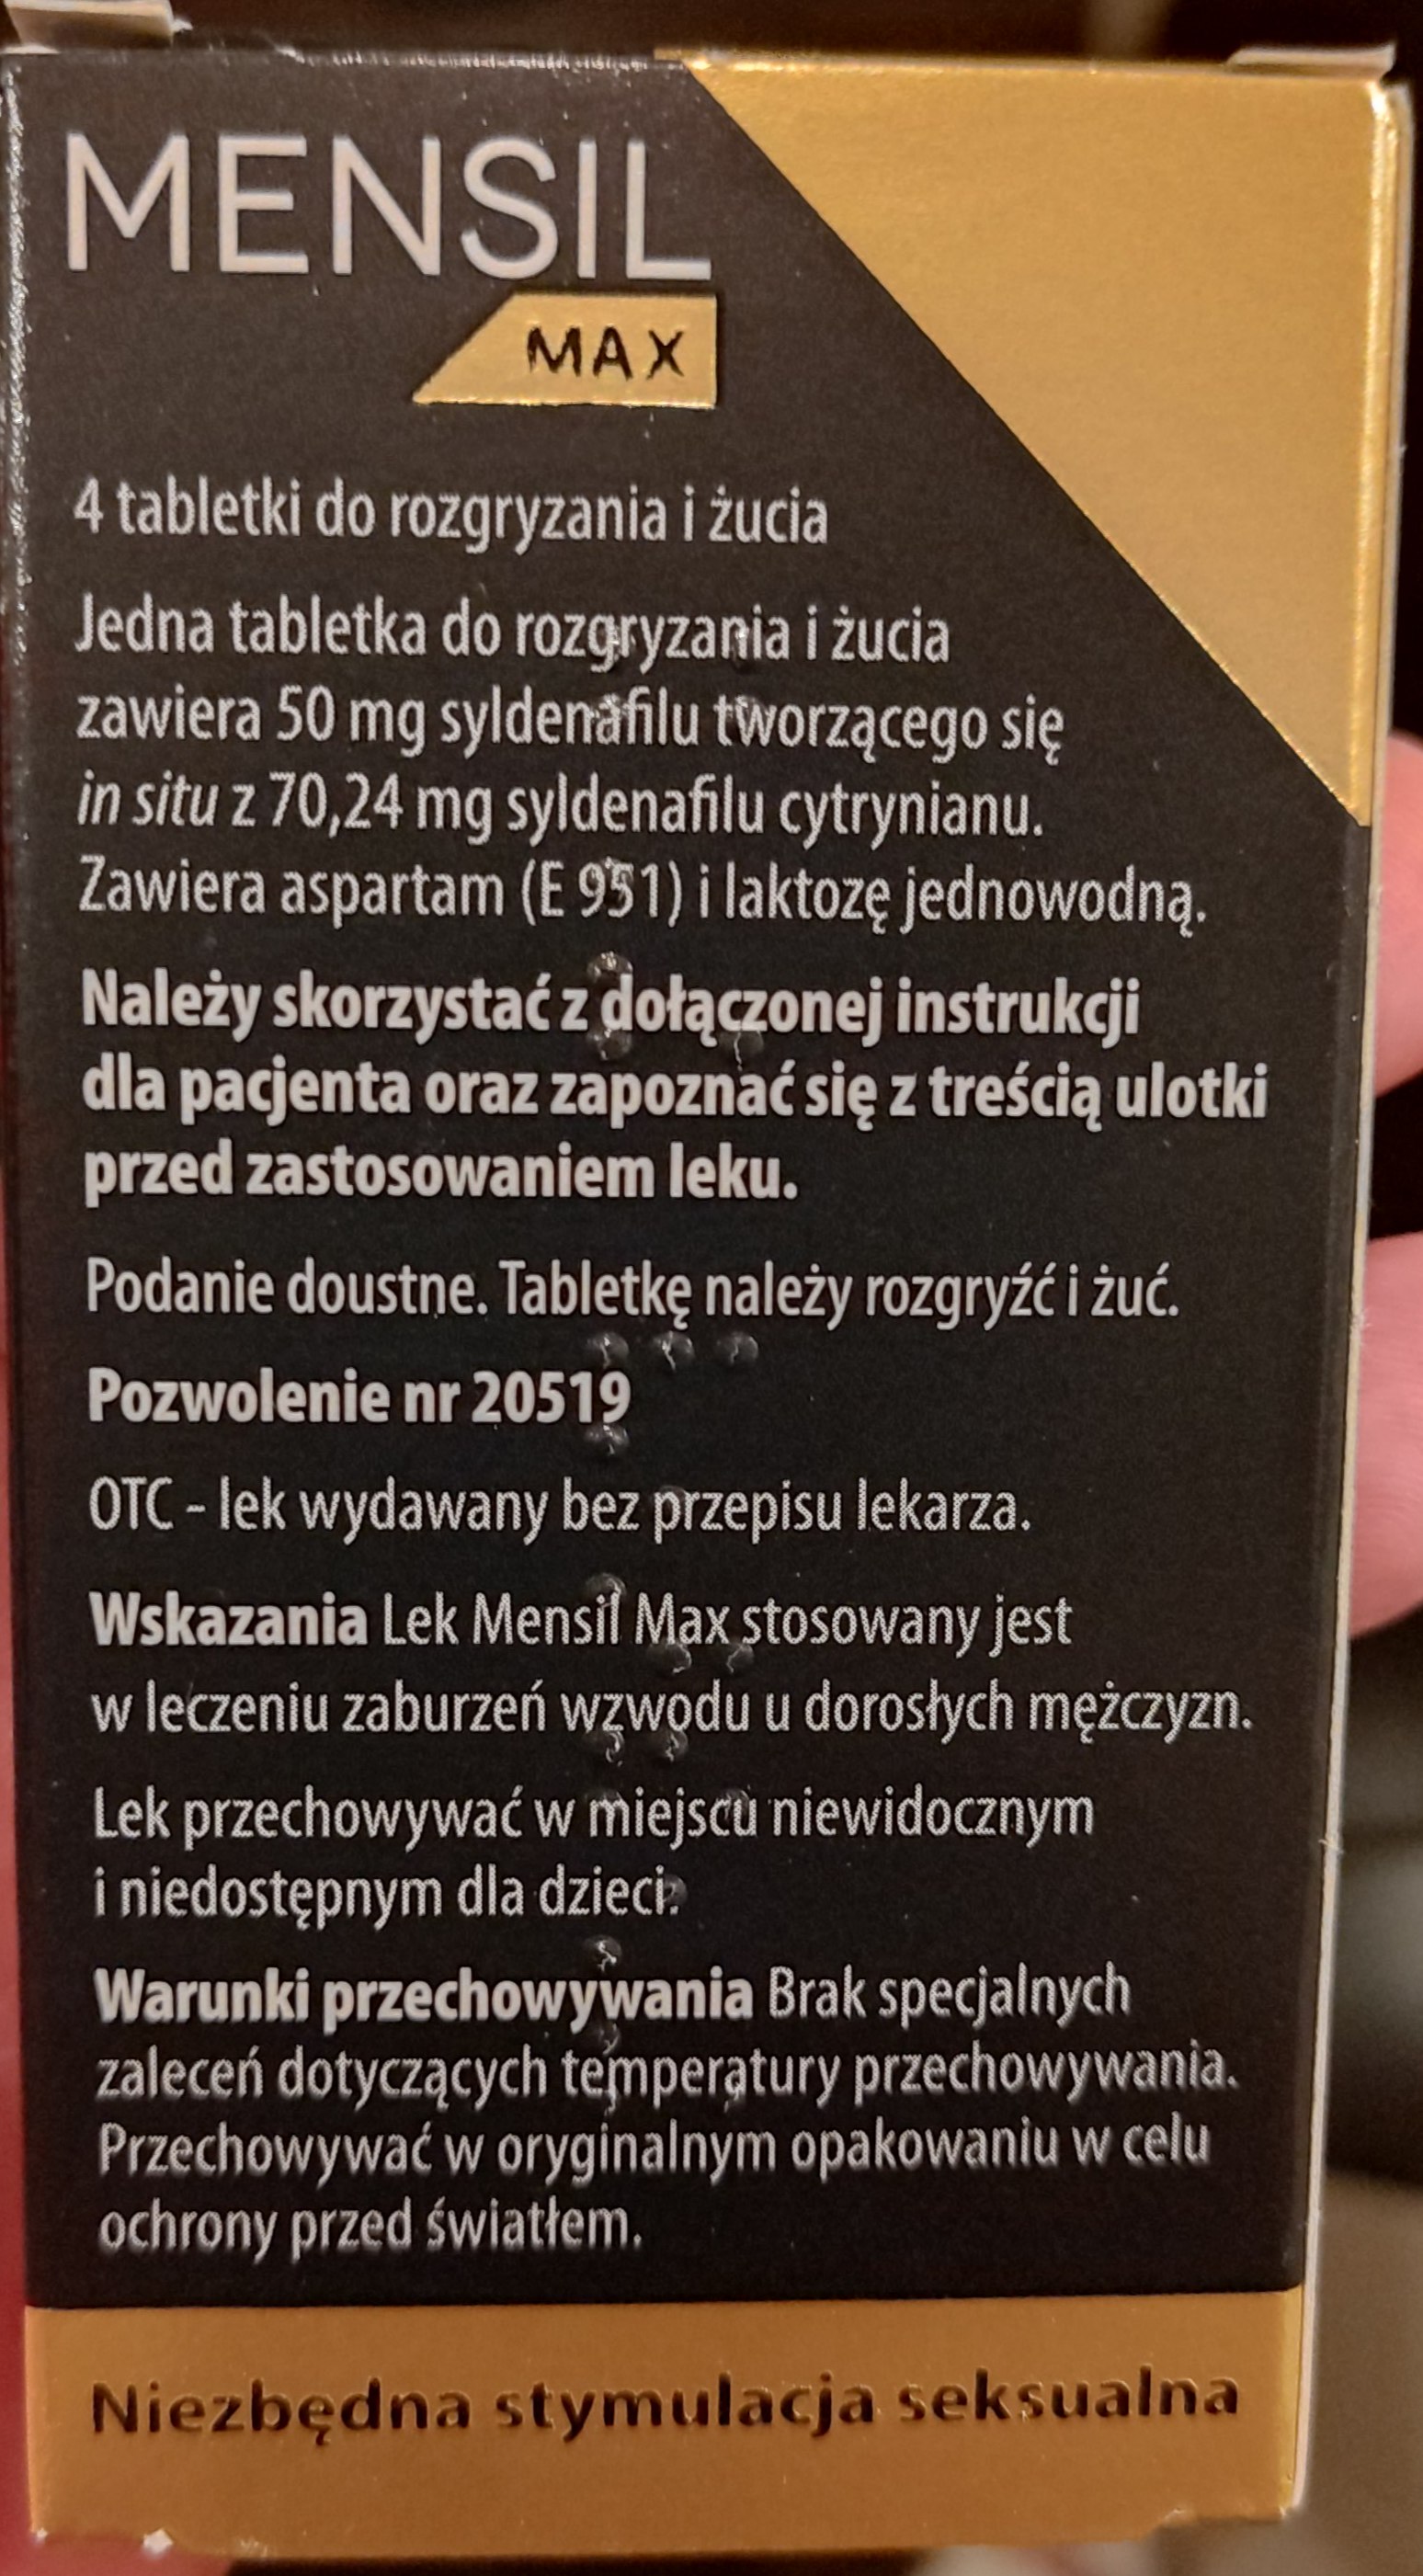 MENSIL
MAX
4 tabletki do rozgryzania i żucia
Jedna tabletka do rozgryzania i żucia
zawiera 50 mg syldenafilu tworzącego się
in situ z 70,24 mg syldenafilu cytrynianu.
Zawiera aspartam (E 951) i laktozę jednowodną.
Należy skorzystać z dołączonej instrukcji
dla pacjenta oraz zapoznać się z treścią ulotki
przed zastosowaniem leku.
Podanie doustne. Tabletkę należy rozgryźć i żuć.
Pozwolenie nr 20519
OTC - lek wydawany bez przepisu lekarza.
Wskazania Lek Mensil Max stosowany jest
w leczeniu zaburzeń wzwodu u dorosłych mężczyzn.
Lek przechowywać w miejscu niewidocznym
i niedostępnym dla dzieci.
Warunki przechowywania Brak specjalnych
zaleceń dotyczących temperatury przechowywania.
Przechowywać w oryginalnym opakowaniu w celu
ochrony przed światłem.
Niezbędna stymulacja seksualna